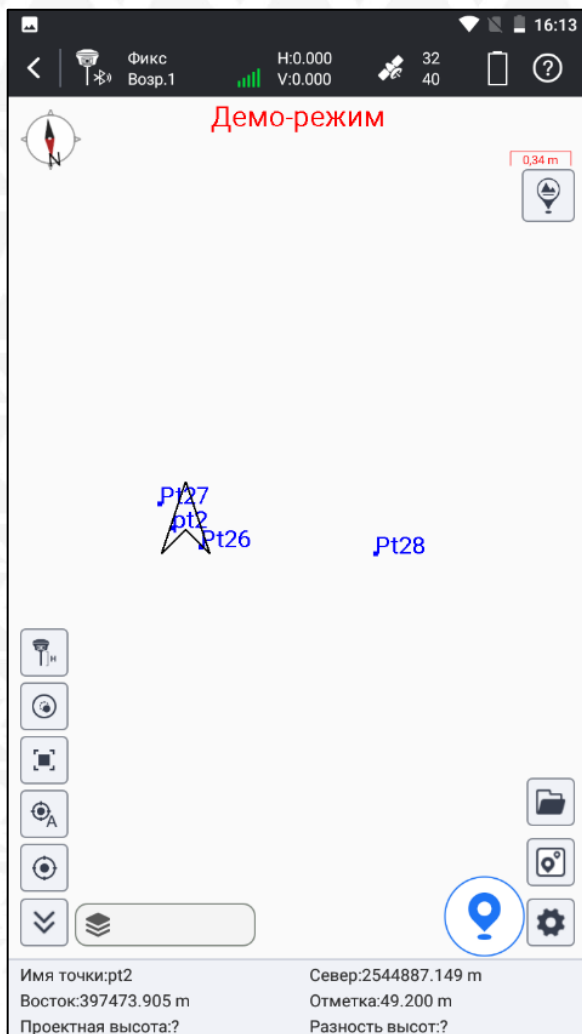 16:13
Фикс H:0.000 32
Возр.1 V:0.000 40
Демо-режим
N
0,34 m
Pt27
pt2
Pt26
Pt28
H
A
Имя точки:pt2 Север:2544887.149 m
Восток:397473.905 m Отметка:49.200 m
Проектная высота:? Разность высот:?